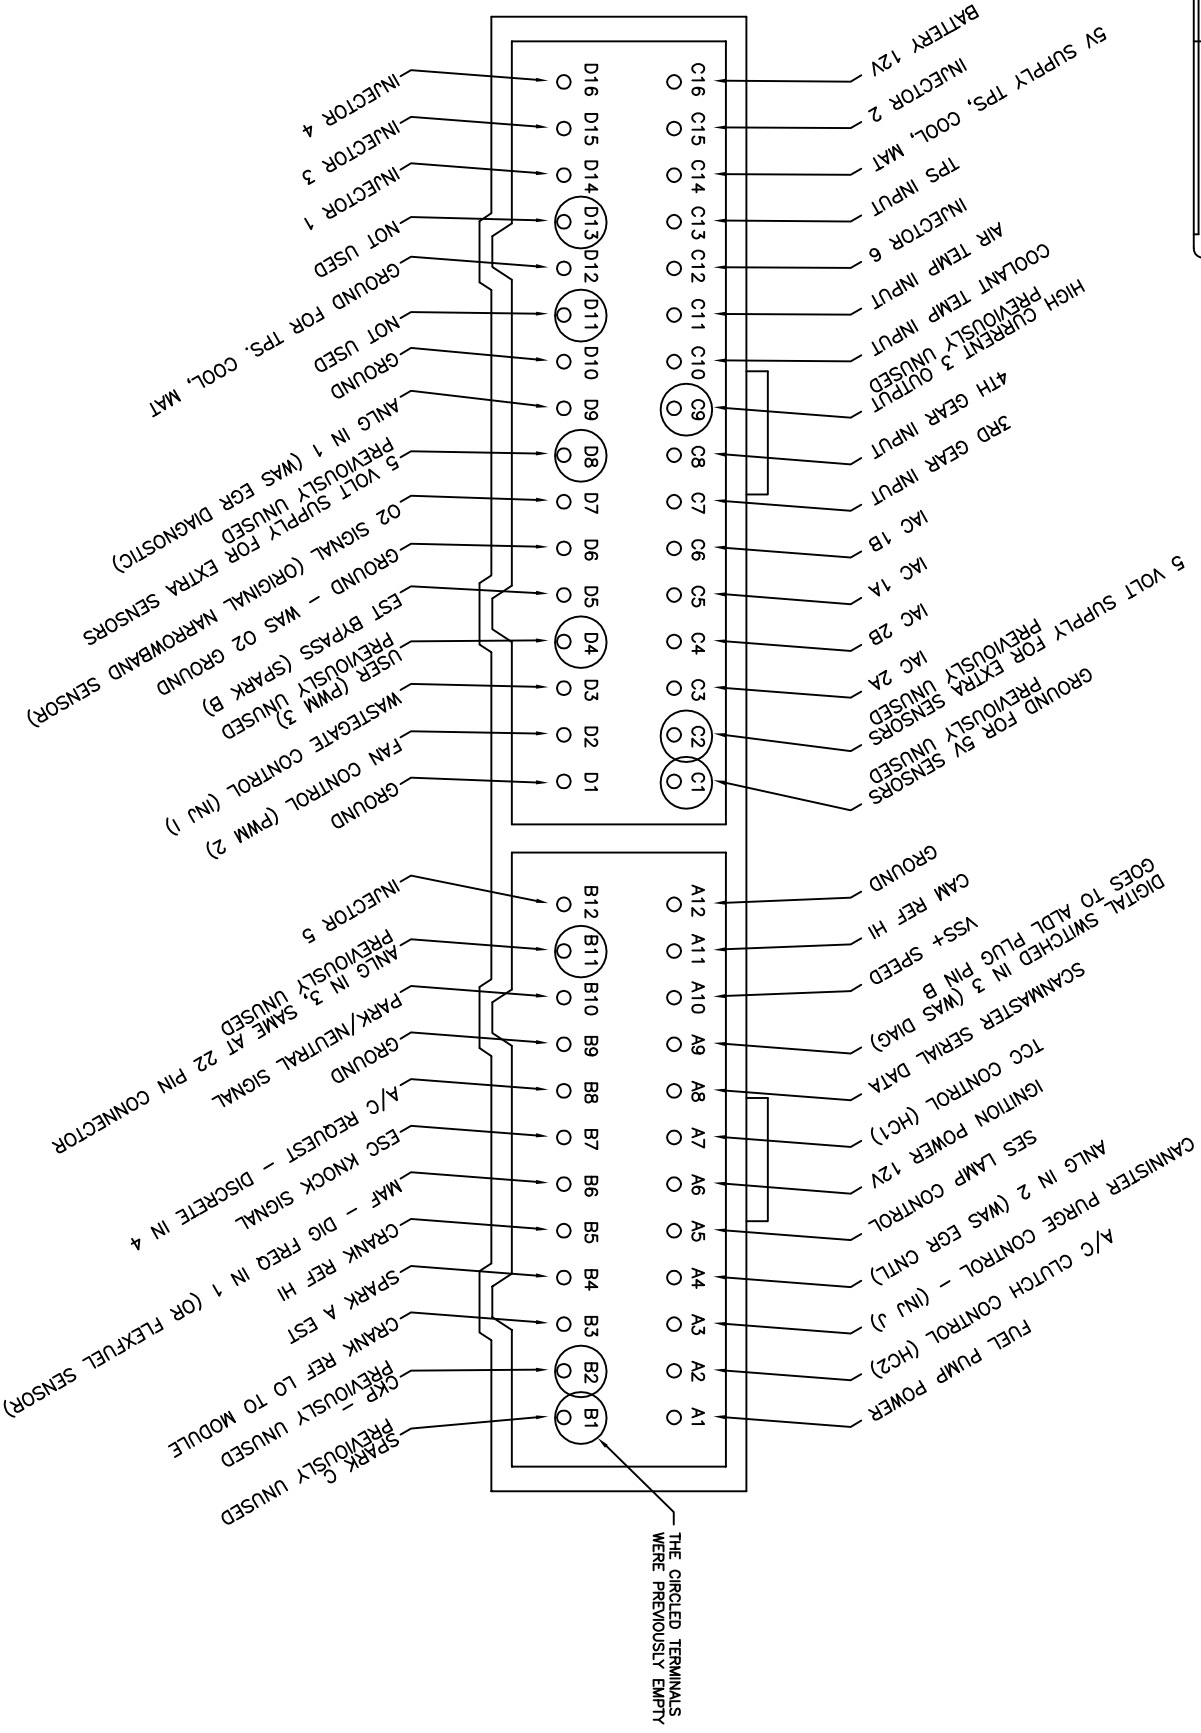 BATTERY 12V
C16
INJECTOR 2
C15
5V SUPPLY TPS, COOL, MAT
C14
TPS INPUT
C13
INJECTOR 6
C12
AIR TEMP INPUT
C11
COOLANT TEMP INPUT
C10
HIGH CURRENT 3 OUTPUT
PREVIOUSLY UNUSED
C9
4TH GEAR INPUT
C8
3RD GEAR INPUT
C7
IAC 1B
C6
IAC 1A
C5
IAC 2B
C4
IAC 2A
C3
5 VOLT SUPPLY FOR EXTRA SENSORS
PREVIOUSLY UNUSED
C2
GROUND FOR 5V SENSORS
PREVIOUSLY UNUSED
C1
GROUND
A12
CAM REF HI
A11
VSS+ SPEED
A10
DIGITAL SWITCHED IN 3 (WAS DIAG)
GOES TO ALDL PLUG PIN B
A9
SCANMASTER SERIAL DATA
A8
TCC CONTROL (HC1)
A7
IGNITION POWER 12V
A6
SES LAMP CONTROL
A5
ANLG IN 2 (WAS EGR CNTL)
A4
CANNISTER PURGE CONTROL - (INJ J)
A3
A/C CLUTCH CONTROL (HC2)
A2
FUEL PUMP POWER
A1
D16
INJECTOR 4
D15
INJECTOR 3
D14
INJECTOR 1
D13
NOT USED
D12
GROUND FOR TPS. COOL, MAT
D11
NOT USED
D10
GROUND
D9
ANLG IN 1 (WAS EGR DIAGNOSTIC)
D8
5 VOLT SUPPLY FOR EXTRA SENSORS
PREVIOUSLY UNUSED
D7
O2 SIGNAL (ORIGINAL NARROWBAND SENSOR)
D6
GROUND - WAS O2 GROUND
D5
EST BYPASS (SPARK B)
D4
USER (PWM 3)
PREVIOUSLY UNUSED
D3
WASTEGATE CONTROL (INJ I)
D2
FAN CONTROL (PWM 2)
D1
GROUND
B12
INJECTOR 5
B11
ANLG IN 3, SAME AT 22 PIN CONNECTOR
PREVIOUSLY UNUSED
B10
PARK/NEUTRAL SIGNAL
B9
GROUND
B8
A/C REQUEST - DISCRETE IN 4
B7
ESC KNOCK SIGNAL
B6
MAF - DIG FREQ IN 1 (OR FLEXFUEL SENSOR)
B5
CRANK REF HI
B4
SPARK A EST
B3
CRANK REF LO TO MODULE
B2
CKP -
PREVIOUSLY UNUSED
B1
SPARK C
PREVIOUSLY UNUSED
THE CIRCLED TERMINALS
WERE PREVIOUSLY EMPTY